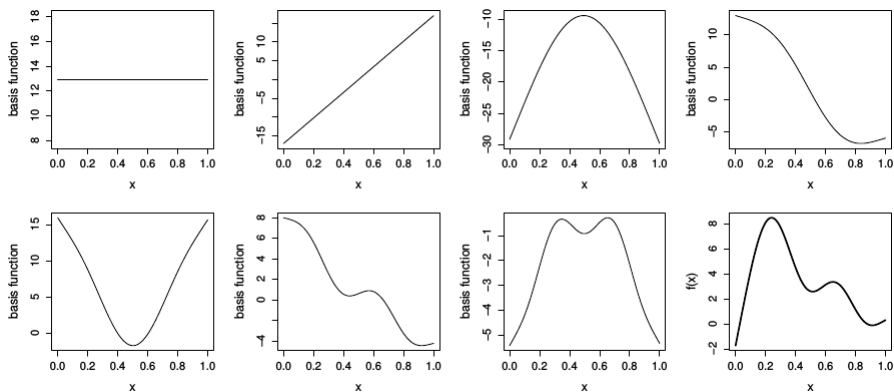 basis function
8 10 12 14 16 18
0.0 0.2 0.4 0.6 0.8 1.0
x
basis function
−15 −5 5 10
0.0 0.2 0.4 0.6 0.8 1.0
x
basis function
−30 −25 −20 −15 −10
0.0 0.2 0.4 0.6 0.8 1.0
x
basis function
−5 0 5 10
0.0 0.2 0.4 0.6 0.8 1.0
x
basis function
0 5 10 15
0.0 0.2 0.4 0.6 0.8 1.0
x
basis function
−4 0 2 4 6 8
0.0 0.2 0.4 0.6 0.8 1.0
x
basis function
−5 −4 −3 −2 −1
0.0 0.2 0.4 0.6 0.8 1.0
x
f(x)
−2 0 2 4 6 8
0.0 0.2 0.4 0.6 0.8 1.0
x